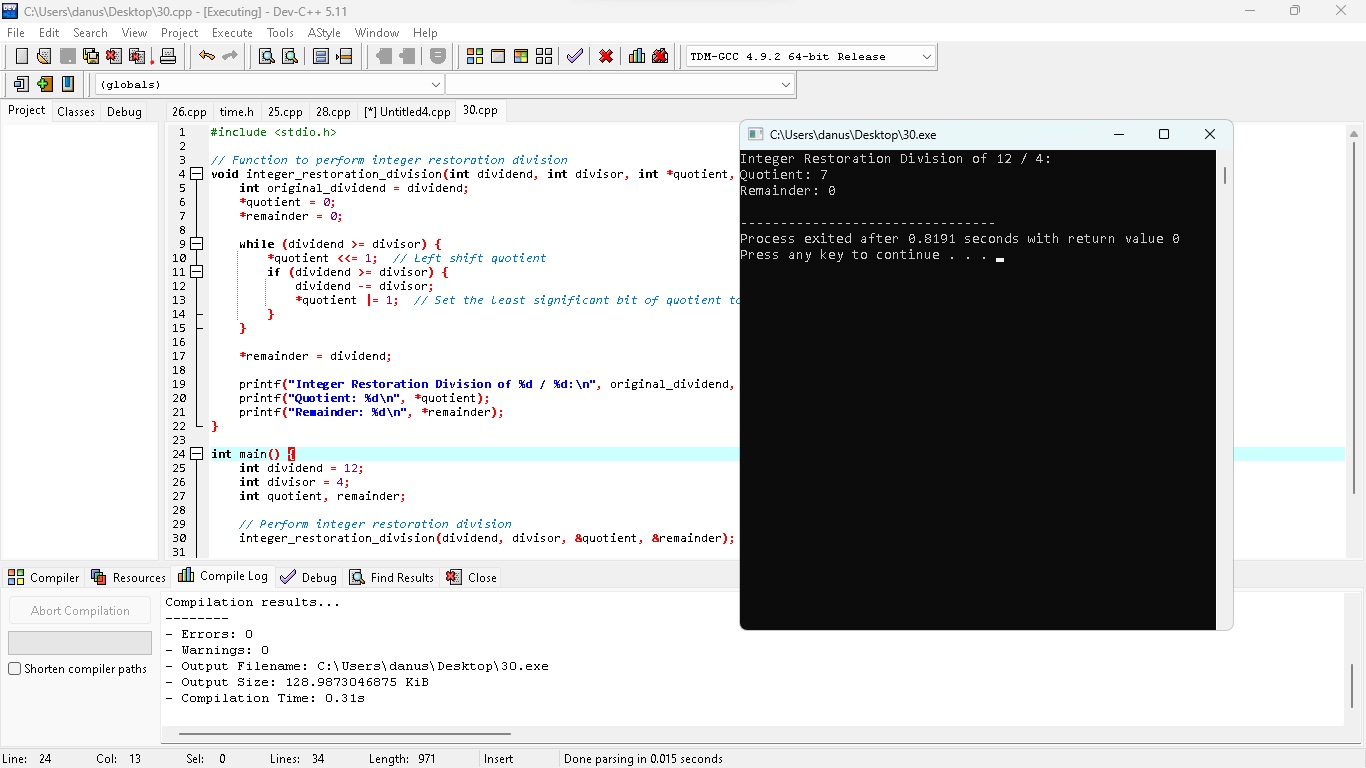 C:\Users\danus\Desktop\30.cpp - [Executing] - Dev-C++ 5.11
File Edit Search View Project Execute Tools AStyle Window Help
TDM-GCC 4.9.2 64-bit Release
(globals)
Project Classes Debug
26.cpp time.h 25.cpp 28.cpp [*] Untitled4.cpp 30.cpp
1 #include <stdio.h>
2
3 // Function to perform integer restoration division
4 void integer_restoration_division(int dividend, int divisor, int *quotient,
5 int original_dividend = dividend;
6 *quotient = 0;
7 *remainder = 0;
8
9 while (dividend >= divisor) {
10 *quotient <<= 1; // Left shift quotient
11 if (dividend >= divisor) {
12 dividend -= divisor;
13 *quotient |= 1; // Set the least significant bit of quotient to
14 }
15 }
16
17 *remainder = dividend;
18
19 printf("Integer Restoration Division of %d / %d:\n", original_dividend,
20 printf("Quotient: %d\n", *quotient);
21 printf("Remainder: %d\n", *remainder);
22 }
23
24 int main() {
25 int dividend = 12;
26 int divisor = 4;
27 int quotient, remainder;
28
29 // Perform integer restoration division
30 integer_restoration_division(dividend, divisor, &quotient, &remainder);
31
C:\Users\danus\Desktop\30.exe
Integer Restoration Division of 12 / 4:
Quotient: 7
Remainder: 0
--------------------------------
Process exited after 0.8191 seconds with return value 0
Press any key to continue . . .
Compiler Resources Compile Log Debug Find Results Close
Abort Compilation
Shorten compiler paths
Compilation results...
--------
- Errors: 0
- Warnings: 0
- Output Filename: C:\Users\danus\Desktop\30.exe
- Output Size: 128.9873046875 KiB
- Compilation Time: 0.31s
Line: 24 Col: 13 Sel: 0 Lines: 34 Length: 971 Insert Done parsing in 0.015 seconds